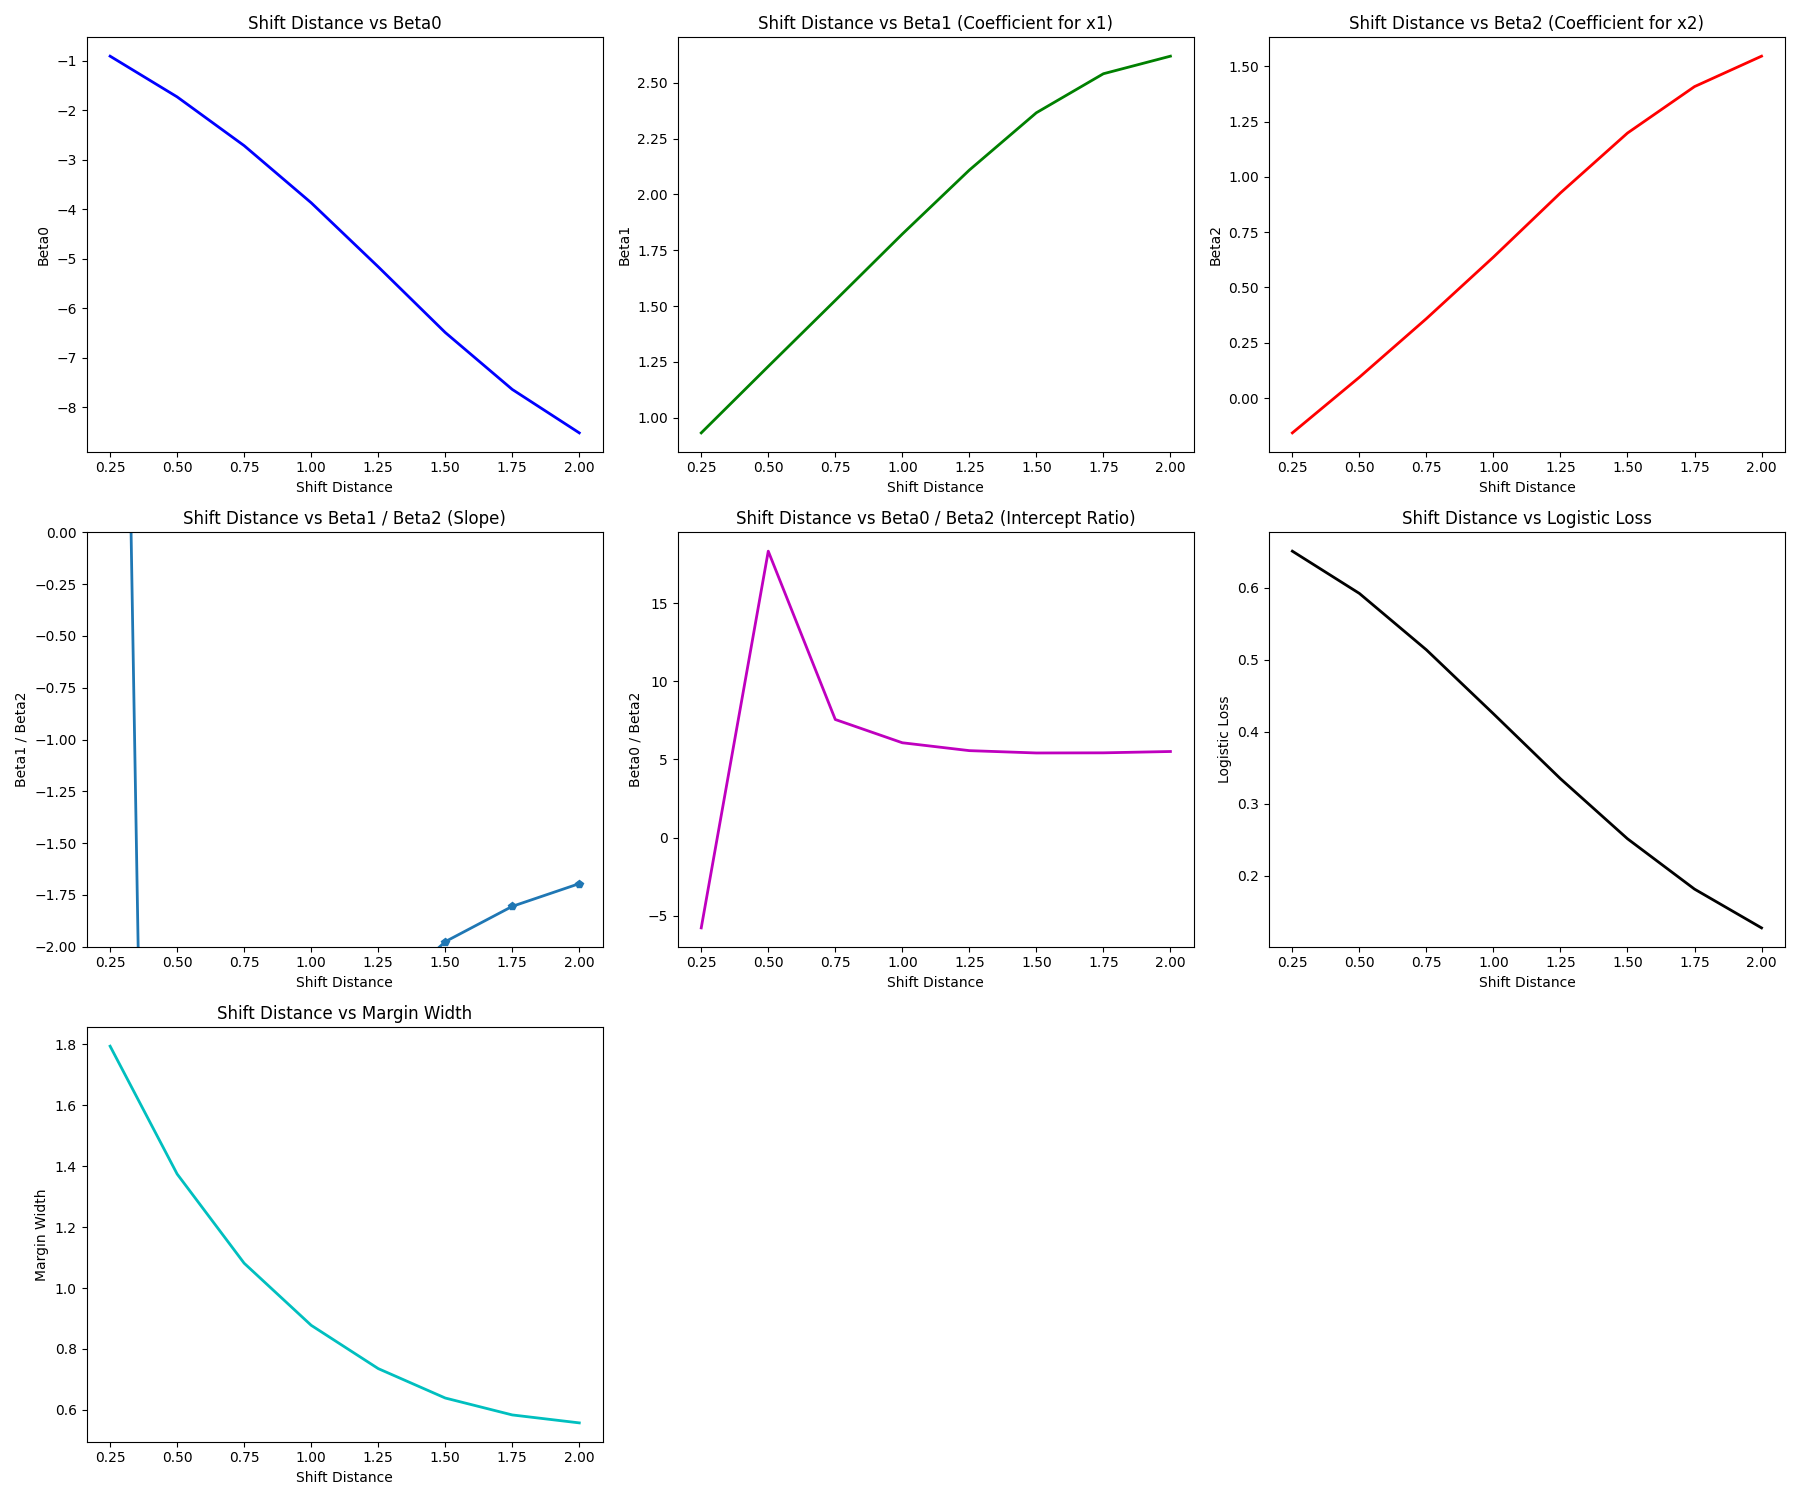 Shift Distance vs Beta0
Beta0
−1
−2
−3
−4
−5
−6
−7
−8
0.25 0.50 0.75 1.00 1.25 1.50 1.75 2.00
Shift Distance
Shift Distance vs Beta1 (Coefficient for x1)
Beta1
2.50
2.25
2.00
1.75
1.50
1.25
1.00
0.25 0.50 0.75 1.00 1.25 1.50 1.75 2.00
Shift Distance
Shift Distance vs Beta2 (Coefficient for x2)
Beta2
1.50
1.25
1.00
0.75
0.50
0.25
0.00
0.25 0.50 0.75 1.00 1.25 1.50 1.75 2.00
Shift Distance
Shift Distance vs Beta1 / Beta2 (Slope)
Beta1 / Beta2
0.00
−0.25
−0.50
−0.75
−1.00
−1.25
−1.50
−1.75
−2.00
0.25 0.50 0.75 1.00 1.25 1.50 1.75 2.00
Shift Distance
Shift Distance vs Beta0 / Beta2 (Intercept Ratio)
Beta0 / Beta2
15
10
5
0
−5
0.25 0.50 0.75 1.00 1.25 1.50 1.75 2.00
Shift Distance
Shift Distance vs Logistic Loss
Logistic Loss
0.6
0.5
0.4
0.3
0.2
0.25 0.50 0.75 1.00 1.25 1.50 1.75 2.00
Shift Distance
Shift Distance vs Margin Width
Margin Width
1.8
1.6
1.4
1.2
1.0
0.8
0.6
0.25 0.50 0.75 1.00 1.25 1.50 1.75 2.00
Shift Distance